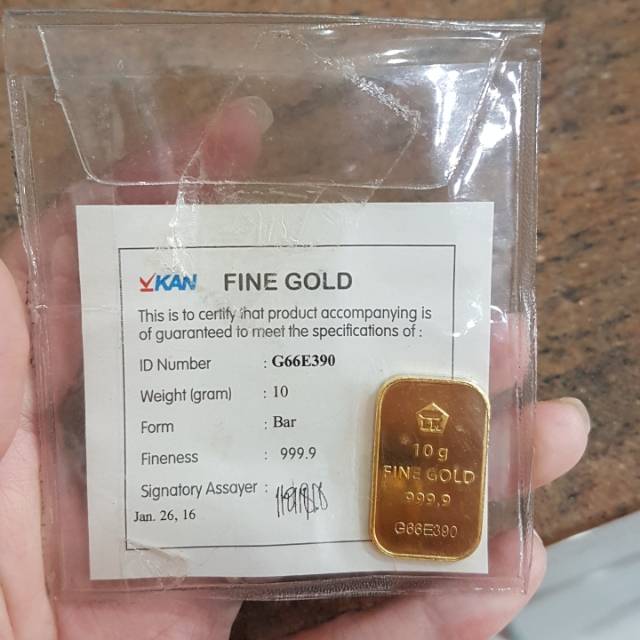 KAN FINE GOLD
This is to certify that product accompanying is
of guaranteed to meet the specifications of :
ID Number : G66E390
Weight (gram) : 10
Form : Bar
Fineness : 999.9
Signatory Assayer :
Jan. 26, 16
10 g
FINE GOLD
999,9
G66E390